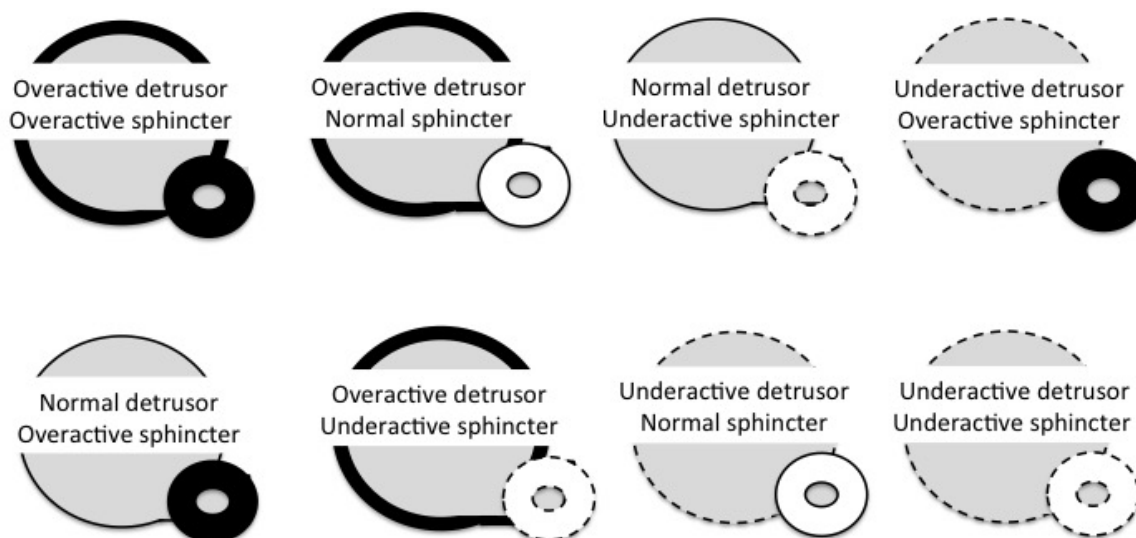 Overactive detrusor
Overactive sphincter
Overactive detrusor
Normal sphincter
Normal detrusor
Underactive sphincter
Underactive detrusor
Overactive sphincter
Normal detrusor
Overactive sphincter
Overactive detrusor
Underactive sphincter
Underactive detrusor
Normal sphincter
Underactive detrusor
Underactive sphincter